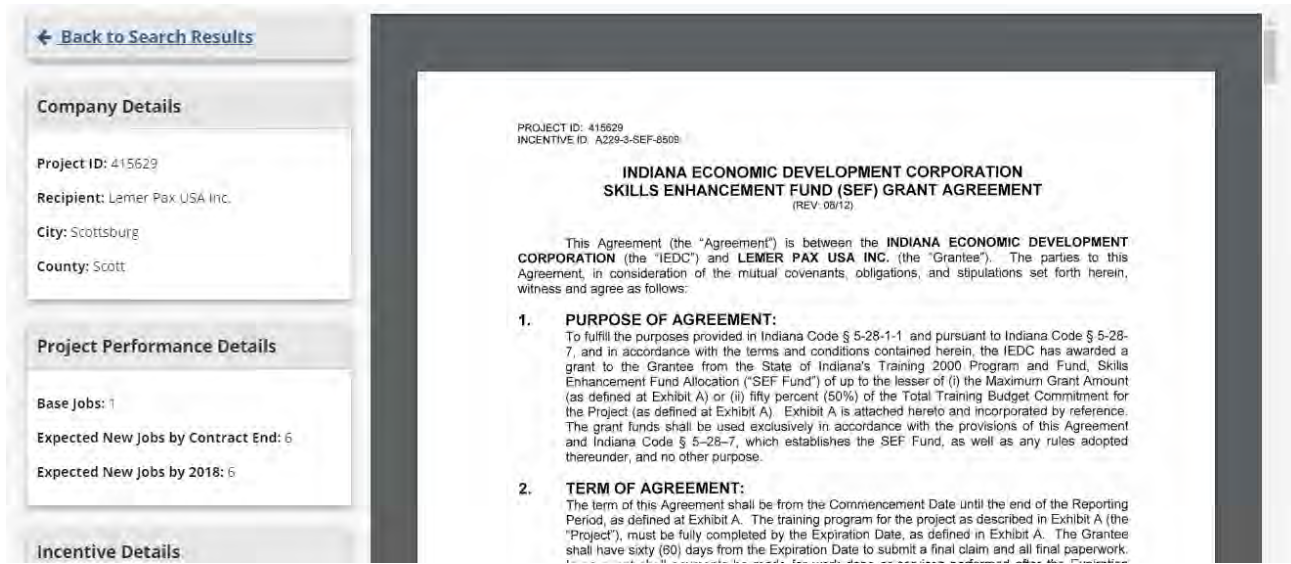 ← Back to Search Results
Company Details
Project ID: 415629
Recipient: Lemer Pax USA Inc.
City: Scottsburg
County: Scott
Project Performance Details
Base Jobs: 1
Expected New Jobs by Contract End: 6
Expected New Jobs by 2018: 6
Incentive Details
PROJECT ID: 415629
INCENTIVE ID: A229-3-SEF-8509
INDIANA ECONOMIC DEVELOPMENT CORPORATION
SKILLS ENHANCEMENT FUND (SEF) GRANT AGREEMENT
(REV: 08/12)
This Agreement (the “Agreement”) is between the INDIANA ECONOMIC DEVELOPMENT
CORPORATION (the “IEDC”) and LEMER PAX USA INC. (the “Grantee”). The parties to this
Agreement, in consideration of the mutual covenants, obligations, and stipulations set forth herein,
witness and agree as follows:
1. PURPOSE OF AGREEMENT:
To fulfill the purposes provided in Indiana Code § 5-28-1-1 and pursuant to Indiana Code § 5-28-
7, and in accordance with the terms and conditions contained herein, the IEDC has awarded a
grant to the Grantee from the State of Indiana's Training 2000 Program and Fund, Skills
Enhancement Fund Allocation (“SEF Fund”) of up to the lesser of (i) the Maximum Grant Amount
(as defined at Exhibit A) or (ii) fifty percent (50%) of the Total Training Budget Commitment for
the Project (as defined at Exhibit A). Exhibit A is attached hereto and incorporated by reference.
The grant funds shall be used exclusively in accordance with the provisions of this Agreement
and Indiana Code § 5–28–7, which establishes the SEF Fund, as well as any rules adopted
thereunder, and no other purpose.
2. TERM OF AGREEMENT:
The term of this Agreement shall be from the Commencement Date until the end of the Reporting
Period, as defined at Exhibit A. The training program for the project as described in Exhibit A (the
“Project”), must be fully completed by the Expiration Date, as defined in Exhibit A. The Grantee
shall have sixty (60) days from the Expiration Date to submit a final claim and all final paperwork.